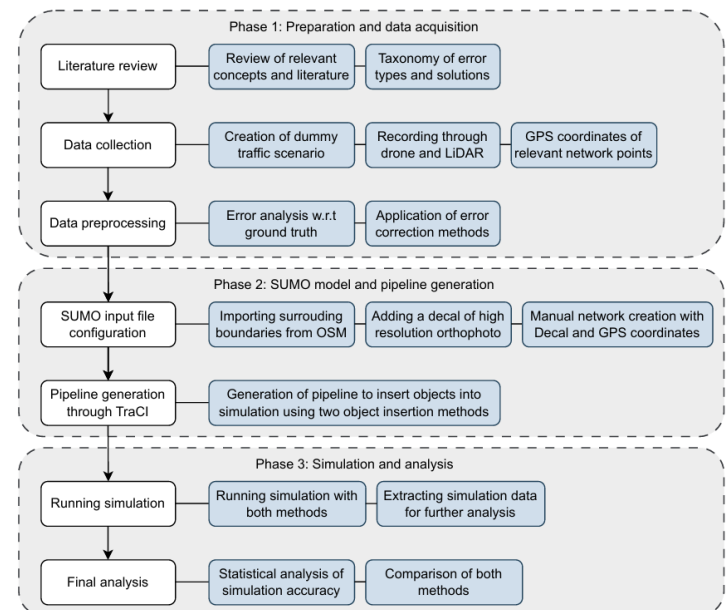 Phase 1: Preparation and data acquisition
Literature review
Review of relevant
concepts and literature
Taxonomy of error
types and solutions
Data collection
Creation of dummy
traffic scenario
Recording through
drone and LiDAR
GPS coordinates of
relevant network points
Data preprocessing
Error analysis w.r.t
ground truth
Application of error
correction methods
Phase 2: SUMO model and pipeline generation
SUMO input file
configuration
Importing surrouding
boundaries from OSM
Adding a decal of high
resolution orthophoto
Manual network creation with
Decal and GPS coordinates
Pipeline generation
through TraCI
Generation of pipeline to insert objects into
simulation using two object insertion methods
Phase 3: Simulation and analysis
Running simulation
Running simulation with
both methods
Extracting simulation data
for further analysis
Final analysis
Statistical analysis of
simulation accuracy
Comparison of both
methods